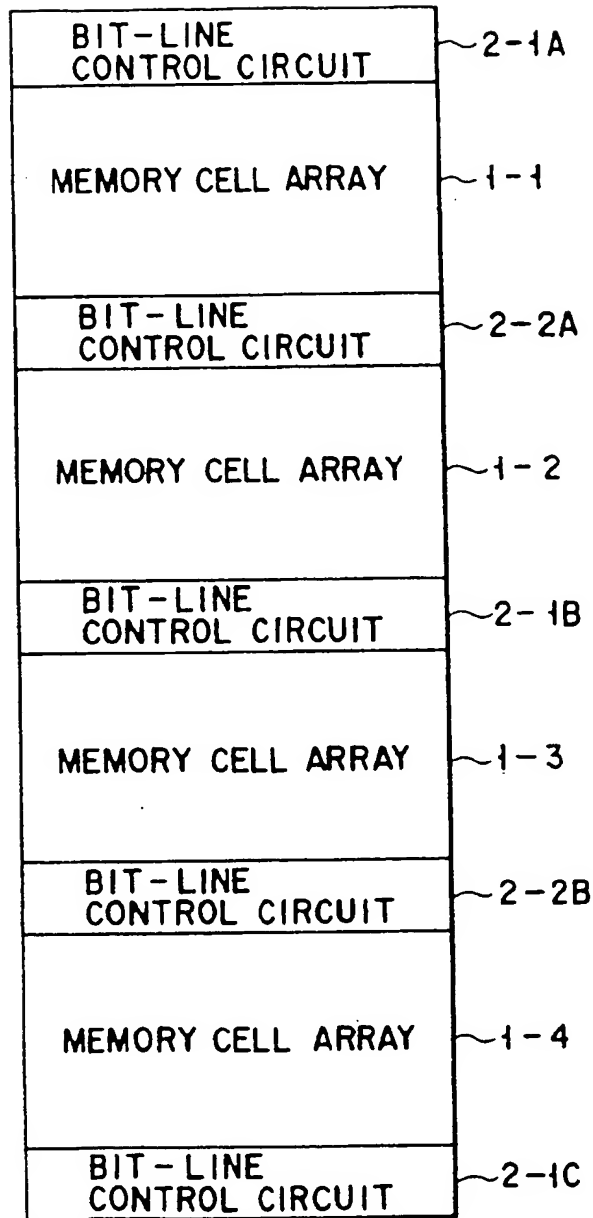 BIT-LINE
CONTROL CIRCUIT
2-1A
MEMORY CELL ARRAY
1-1
BIT-LINE
CONTROL CIRCUIT
2-2A
MEMORY CELL ARRAY
1-2
BIT-LINE
CONTROL CIRCUIT
2-1B
MEMORY CELL ARRAY
1-3
BIT-LINE
CONTROL CIRCUIT
2-2B
MEMORY CELL ARRAY
1-4
BIT-LINE
CONTROL CIRCUIT
2-1C